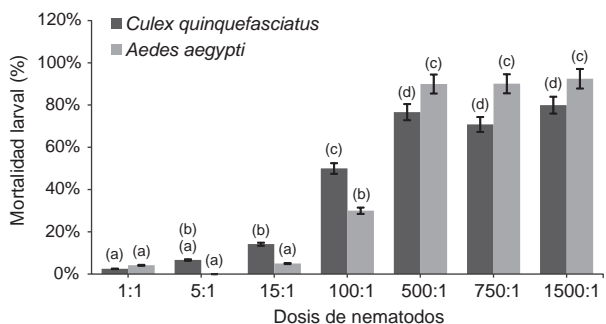 Culex quinquefasciatus
Aedes aegypti
Mortalidad larval (%)
120%
100%
80%
60%
40%
20%
0%
(a) (a)
(b)
(a) (a)
(b) (a)
(c) (b)
(d) (c)
(d) (c)
(d) (c)
1:1 5:1 15:1 100:1 500:1 750:1 1500:1
Dosis de nematodos